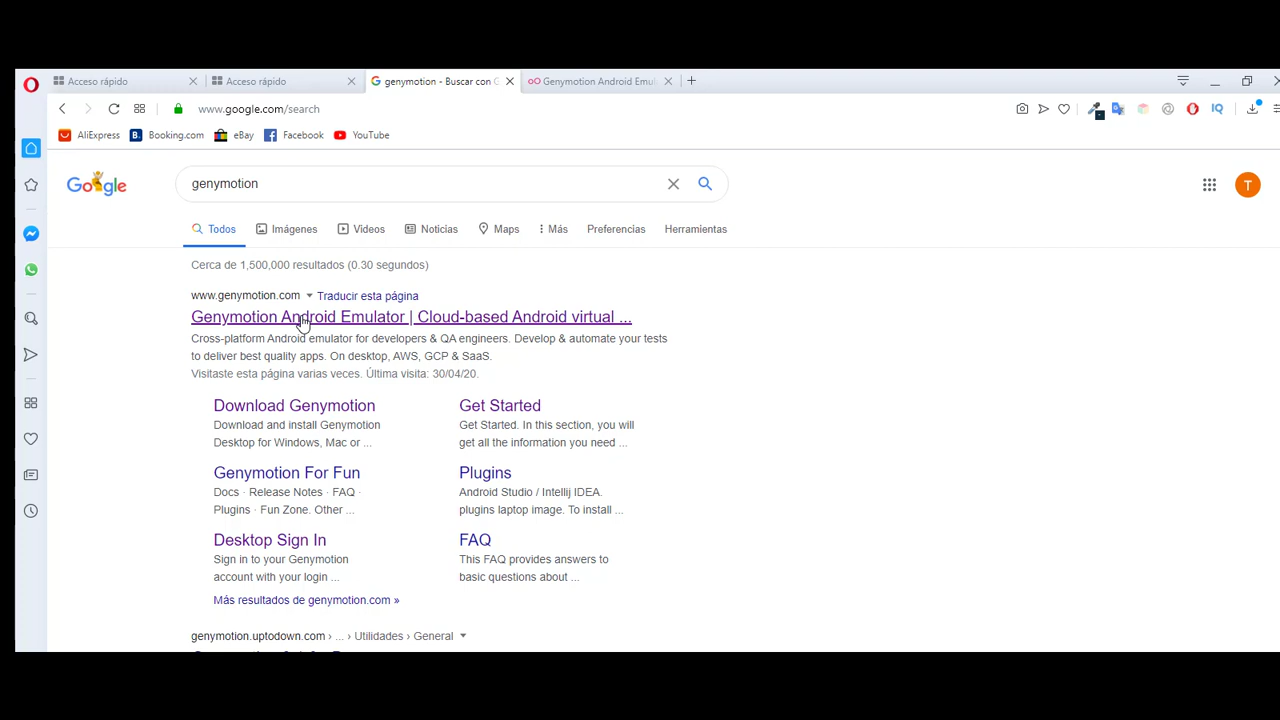 Acceso rápido
Acceso rápido
genymotion - Buscar con G
Genymotion Android Emul
www.google.com/search
AliExpress
Booking.com
eBay
Facebook
YouTube
Google
genymotion
T
Todos
Imágenes
Videos
Noticias
Maps
Más
Preferencias
Herramientas
Cerca de 1,500,000 resultados (0.30 segundos)
www.genymotion.com
Traducir esta página
Genymotion Android Emulator | Cloud-based Android virtual ...
Cross-platform Android emulator for developers & QA engineers. Develop & automate your tests
to deliver best quality apps. On desktop, AWS, GCP & SaaS.
Visitaste esta página varias veces. Última visita: 30/04/20.
Download Genymotion
Download and install Genymotion
Desktop for Windows, Mac or ...
Get Started
Get Started. In this section, you will
get all the information you need ...
Genymotion For Fun
Docs · Release Notes · FAQ ·
Plugins · Fun Zone. Other ...
Plugins
Android Studio / Intellij IDEA.
plugins laptop image. To install ...
Desktop Sign In
Sign in to your Genymotion
account with your login ...
FAQ
This FAQ provides answers to
basic questions about ...
Más resultados de genymotion.com »
genymotion.uptodown.com › ... › Utilidades › General